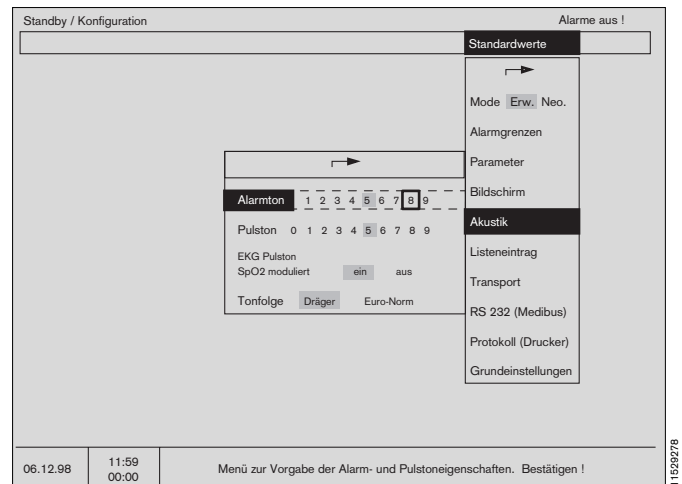 Standby / Konfiguration
Alarme aus !
Standardwerte
Mode Erw. Neo.
Alarmgrenzen
Parameter
Bildschirm
Akustik
Listeneintrag
Transport
RS 232 (Medibus)
Protokoll (Drucker)
Grundeinstellungen
Alarmton 1 2 3 4 5 6 7 8 9
Pulston 0 1 2 3 4 5 6 7 8 9
EKG Pulston
SpO2 moduliert ein aus
Tonfolge Dräger Euro-Norm
06.12.98
11:59
00:00
Menü zur Vorgabe der Alarm- und Pulstoneigenschaften. Bestätigen !
11529278